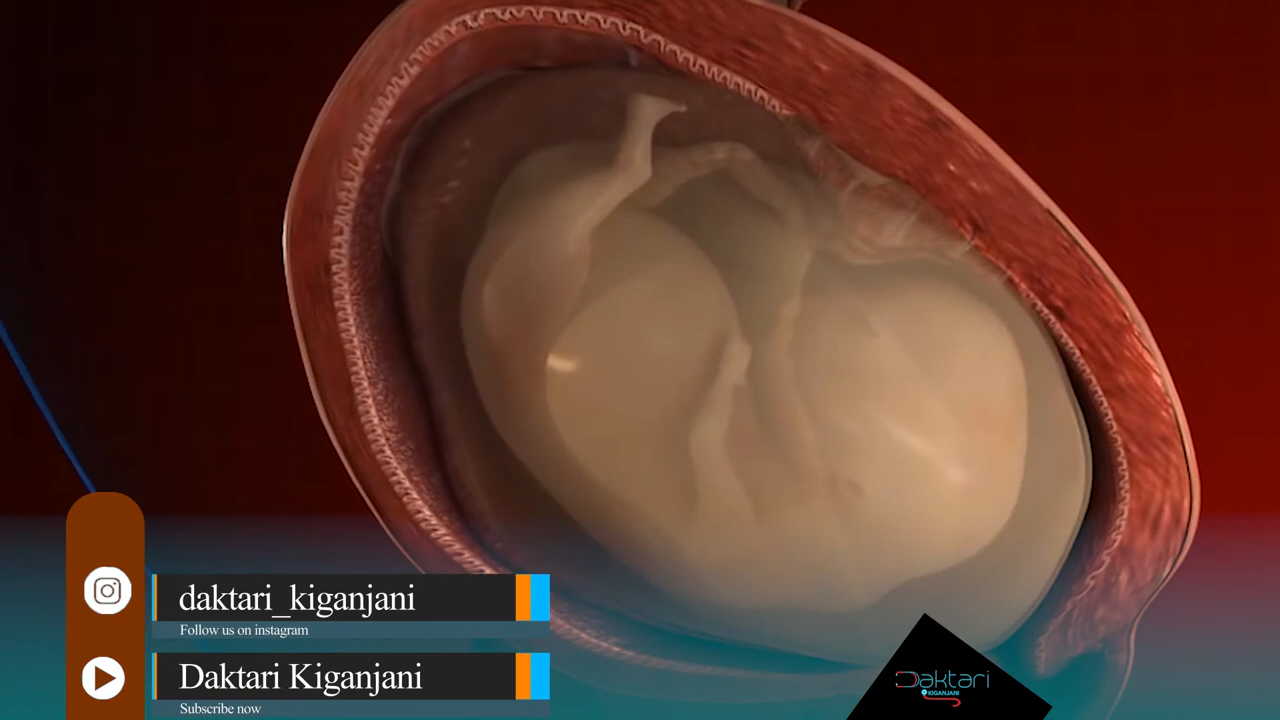 daktari_kiganjani
Follow us on instagram
Daktari Kiganjani
Subscribe now
Daktari
KIGANJANI